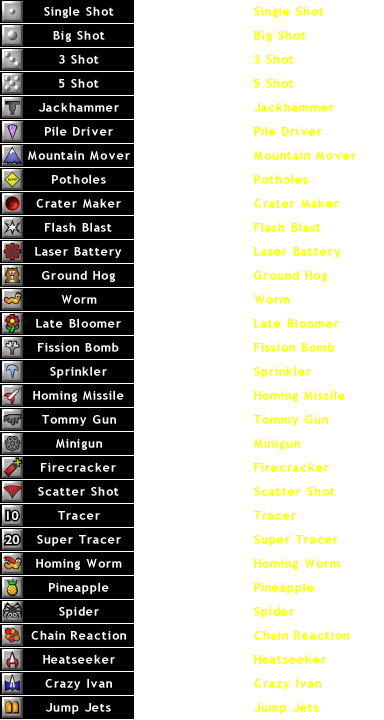 Single Shot Single Shot
Big Shot Big Shot
3 Shot 3 Shot
5 Shot 5 Shot
Jackhammer Jackhammer
Pile Driver Pile Driver
Mountain Mover Mountain Mover
Potholes Potholes
Crater Maker Crater Maker
Flash Blast Flash Blast
Laser Battery Laser Battery
Ground Hog Ground Hog
Worm Worm
Late Bloomer Late Bloomer
Fission Bomb Fission Bomb
Sprinkler Sprinkler
Homing Missile Homing Missile
Tommy Gun Tommy Gun
Minigun Minigun
Firecracker Firecracker
Scatter Shot Scatter Shot
10 Tracer Tracer
20 Super Tracer Super Tracer
Homing Worm Homing Worm
Pineapple Pineapple
Spider Spider
Chain Reaction Chain Reaction
Heatseeker Heatseeker
Crazy Ivan Crazy Ivan
Jump Jets Jump Jets